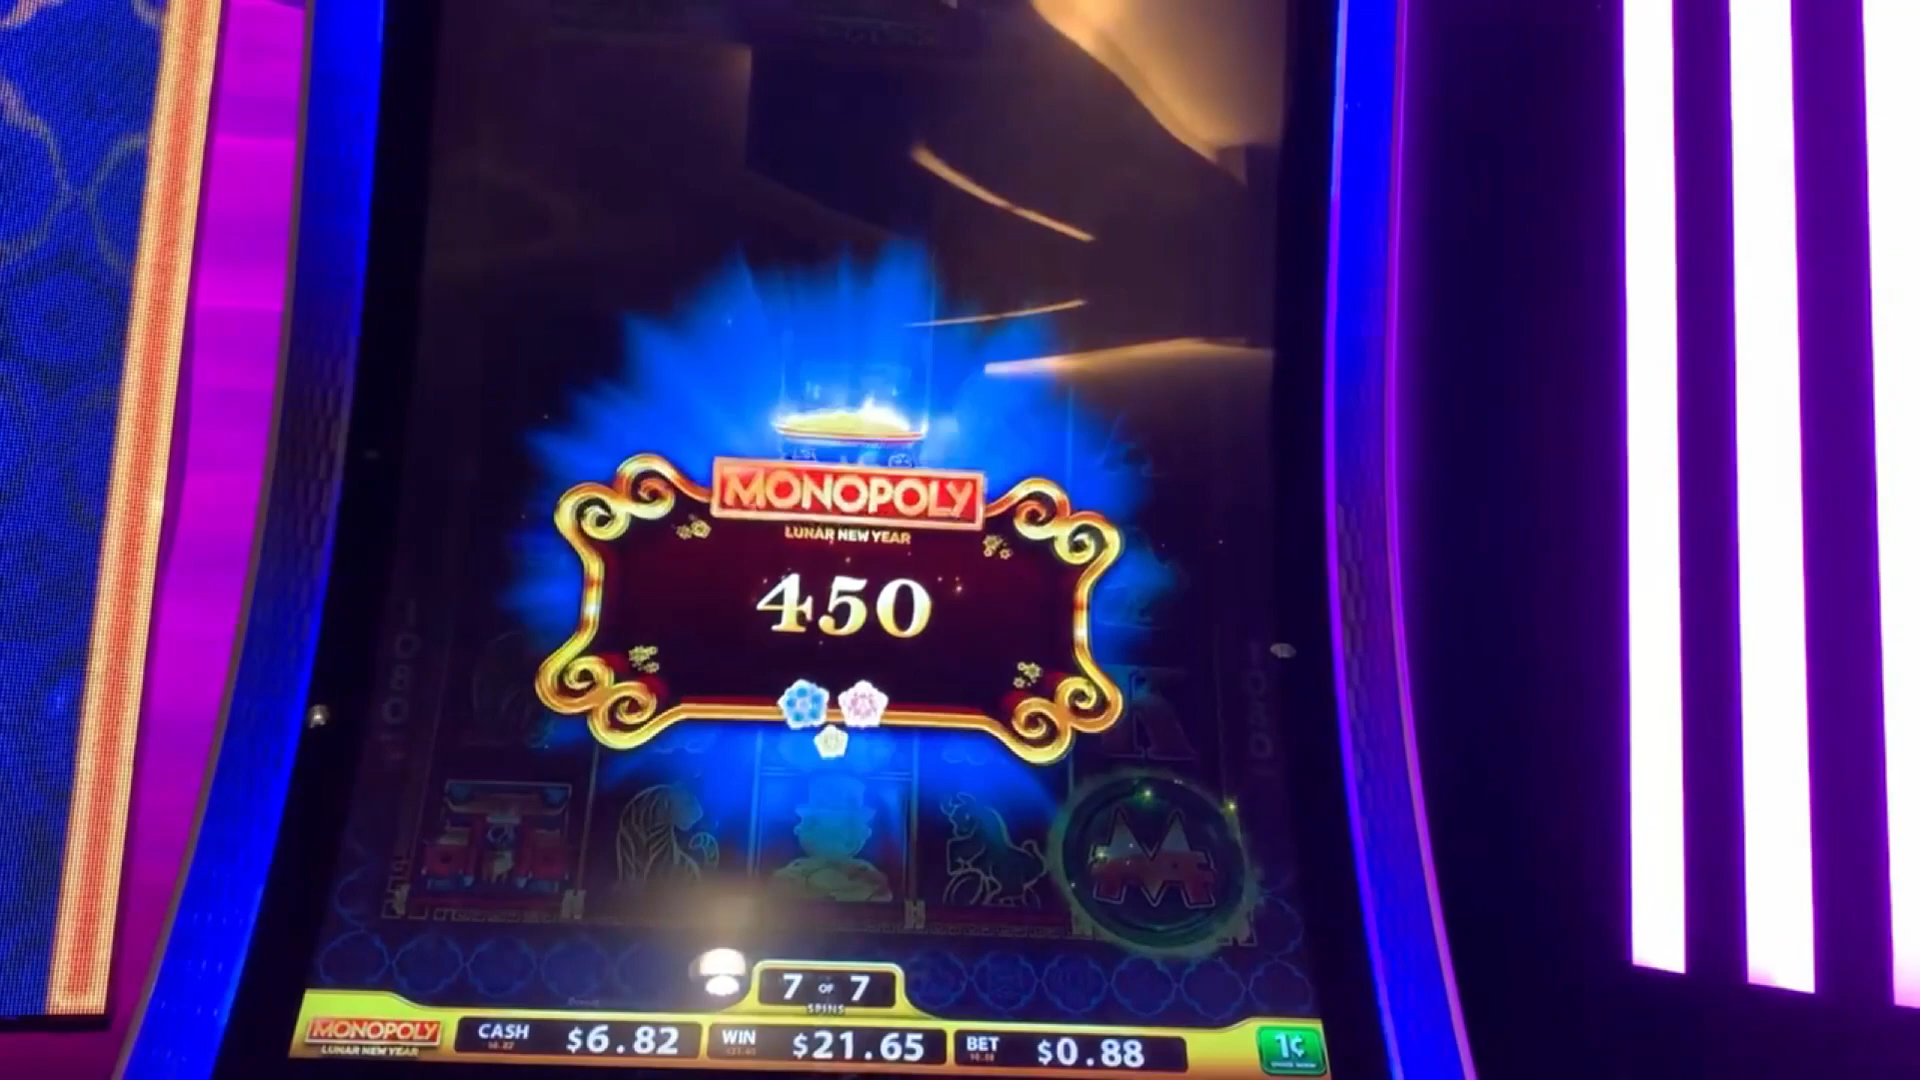 MONOPOLY
LUNAR NEW YEAR
450
7 OF 7
SPINS
MONOPOLY
LUNAR NEW YEAR
CASH $6.82
WIN $21.65
BET $0.88
1¢